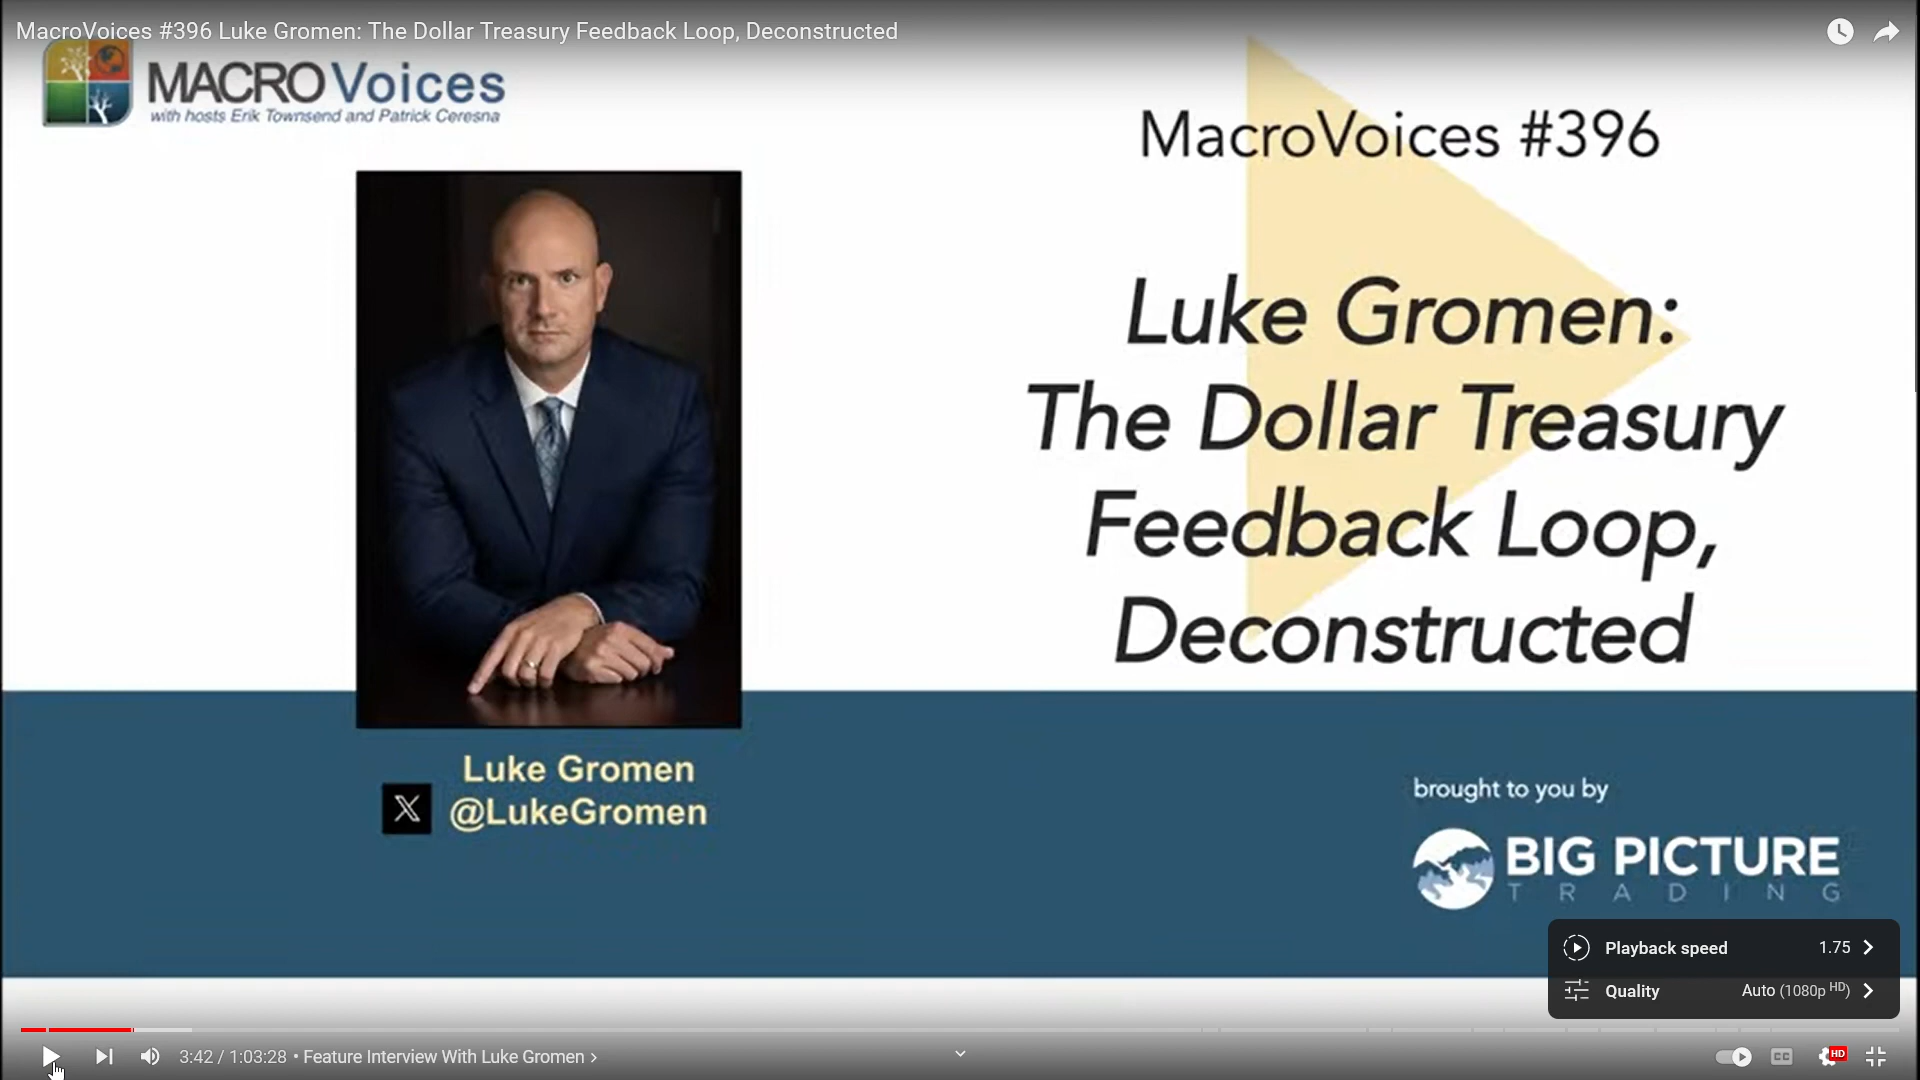 MacroVoices #396 Luke Gromen: The Dollar Treasury Feedback Loop, Deconstructed
MACROVoices
with hosts Erik Townsend and Patrick Ceresna
MacroVoices #396
Luke Gromen:
The Dollar Treasury
Feedback Loop,
Deconstructed
Luke Gromen
@LukeGromen
brought to you by
BIG PICTURE
TRADING
Playback speed 1.75
Quality Auto (1080p HD)
3:42 / 1:03:28 • Feature Interview With Luke Gromen
CC
HD